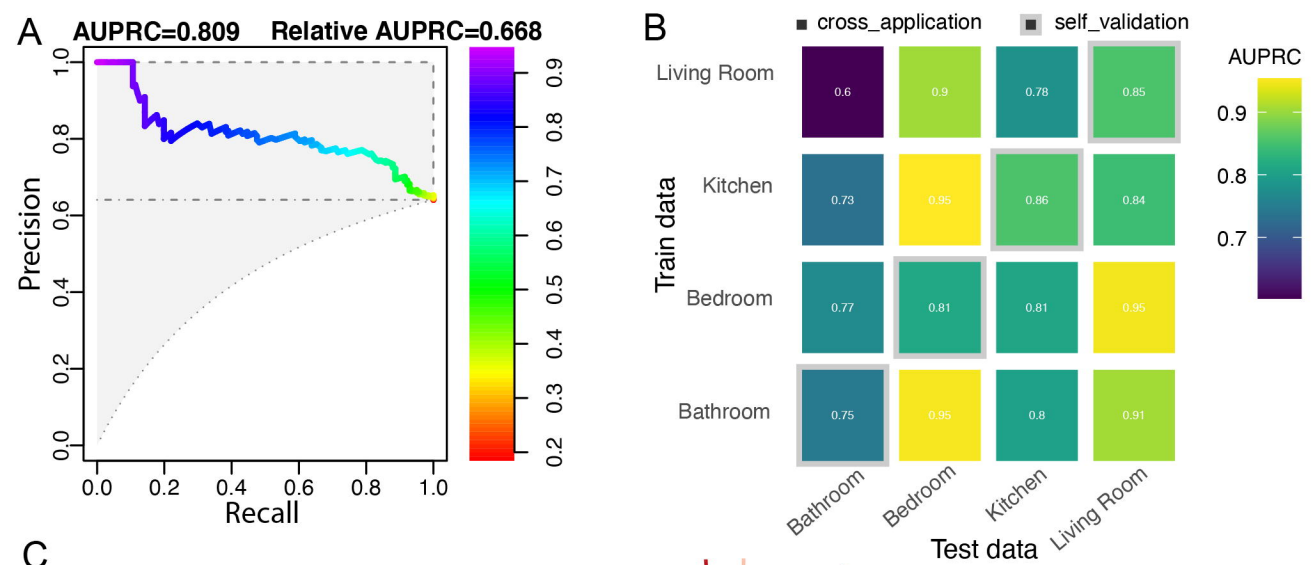 A
AUPRC=0.809 Relative AUPRC=0.668
1.0
0.8
0.6
0.4
0.2
0.0
Precision
0.0 0.2 0.4 0.6 0.8 1.0
Recall
0.9
0.8
0.7
0.6
0.5
0.4
0.3
0.2
B
cross_application self_validation
Train data
Living Room 0.6 0.9 0.78 0.85
Kitchen 0.73 0.95 0.86 0.84
Bedroom 0.77 0.81 0.81 0.95
Bathroom 0.75 0.95 0.8 0.91
Bathroom Bedroom Kitchen Living Room
Test data
AUPRC
0.9
0.8
0.7
C